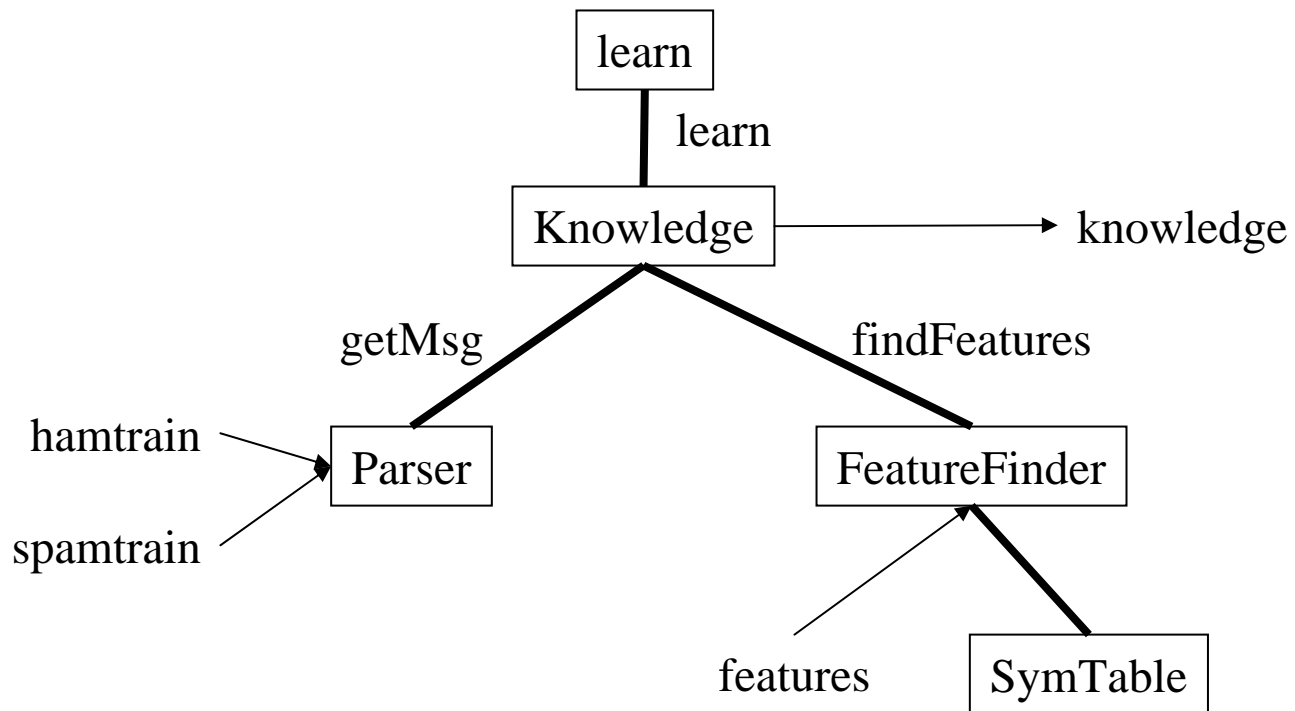 learn
learn
Knowledge
knowledge
getMsg
findFeatures
hamtrain
Parser
FeatureFinder
spamtrain
features
SymTable